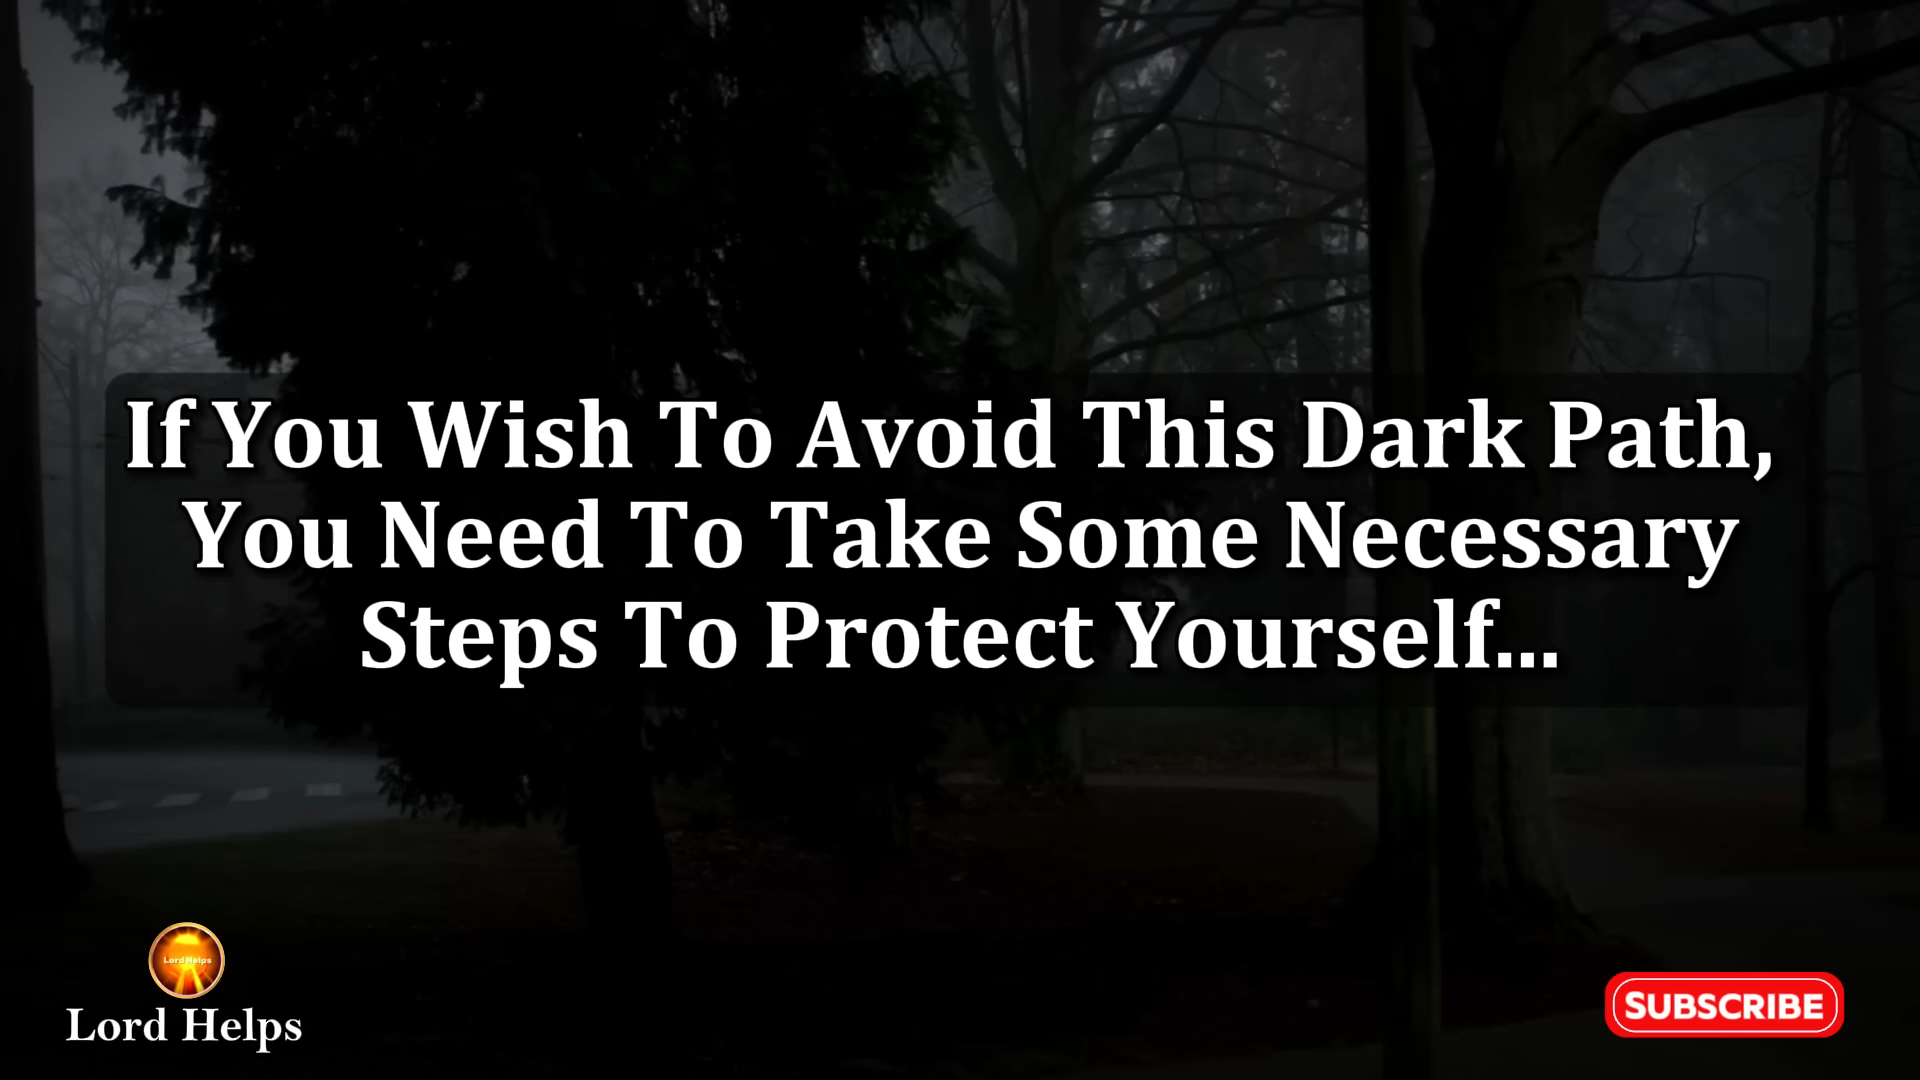 If You Wish To Avoid This Dark Path,
You Need To Take Some Necessary
Steps To Protect Yourself...
Lord Helps
Lord Helps
SUBSCRIBE